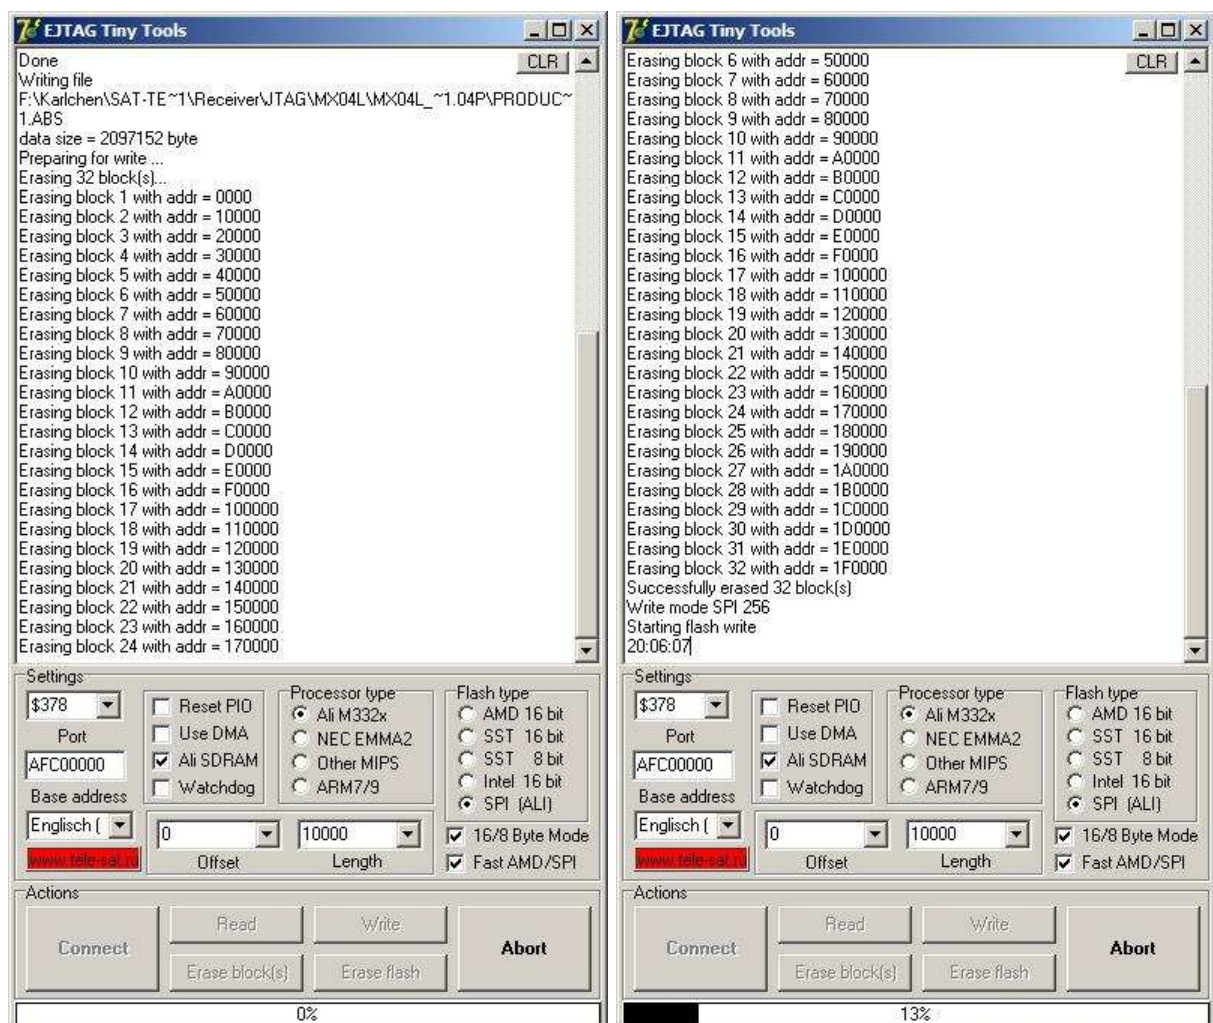 EJTAG Tiny Tools
Done
CLR
Writing file
F:\Karlchen\SAT-TE~1\Receiver\JTAG\MX04L\MX04L_~1.04P\PRODUC~
1.ABS
data size = 2097152 byte
Preparing for write ...
Erasing 32 block(s)...
Erasing block 1 with addr = 0000
Erasing block 2 with addr = 10000
Erasing block 3 with addr = 20000
Erasing block 4 with addr = 30000
Erasing block 5 with addr = 40000
Erasing block 6 with addr = 50000
Erasing block 7 with addr = 60000
Erasing block 8 with addr = 70000
Erasing block 9 with addr = 80000
Erasing block 10 with addr = 90000
Erasing block 11 with addr = A0000
Erasing block 12 with addr = B0000
Erasing block 13 with addr = C0000
Erasing block 14 with addr = D0000
Erasing block 15 with addr = E0000
Erasing block 16 with addr = F0000
Erasing block 17 with addr = 100000
Erasing block 18 with addr = 110000
Erasing block 19 with addr = 120000
Erasing block 20 with addr = 130000
Erasing block 21 with addr = 140000
Erasing block 22 with addr = 150000
Erasing block 23 with addr = 160000
Erasing block 24 with addr = 170000
Settings
$378
Port
AFC00000
Base address
Englisch (
www.tele-sat.ru
Reset PIO
Use DMA
Ali SDRAM
Watchdog
Processor type
Ali M332x
NEC EMMA2
Other MIPS
ARM7/9
Flash type
AMD 16 bit
SST 16 bit
SST 8 bit
Intel 16 bit
SPI (ALI)
0
Offset
10000
Length
16/8 Byte Mode
Fast AMD/SPI
Actions
Connect
Read
Write
Erase block(s)
Erase flash
Abort
0%
EJTAG Tiny Tools
Erasing block 6 with addr = 50000
CLR
Erasing block 7 with addr = 60000
Erasing block 8 with addr = 70000
Erasing block 9 with addr = 80000
Erasing block 10 with addr = 90000
Erasing block 11 with addr = A0000
Erasing block 12 with addr = B0000
Erasing block 13 with addr = C0000
Erasing block 14 with addr = D0000
Erasing block 15 with addr = E0000
Erasing block 16 with addr = F0000
Erasing block 17 with addr = 100000
Erasing block 18 with addr = 110000
Erasing block 19 with addr = 120000
Erasing block 20 with addr = 130000
Erasing block 21 with addr = 140000
Erasing block 22 with addr = 150000
Erasing block 23 with addr = 160000
Erasing block 24 with addr = 170000
Erasing block 25 with addr = 180000
Erasing block 26 with addr = 190000
Erasing block 27 with addr = 1A0000
Erasing block 28 with addr = 1B0000
Erasing block 29 with addr = 1C0000
Erasing block 30 with addr = 1D0000
Erasing block 31 with addr = 1E0000
Erasing block 32 with addr = 1F0000
Successfully erased 32 block(s)
Write mode SPI 256
Starting flash write
20:06:07
Settings
$378
Port
AFC00000
Base address
Englisch (
www.tele-sat.ru
Reset PIO
Use DMA
Ali SDRAM
Watchdog
Processor type
Ali M332x
NEC EMMA2
Other MIPS
ARM7/9
Flash type
AMD 16 bit
SST 16 bit
SST 8 bit
Intel 16 bit
SPI (ALI)
0
Offset
10000
Length
16/8 Byte Mode
Fast AMD/SPI
Actions
Connect
Read
Write
Erase block(s)
Erase flash
Abort
13%